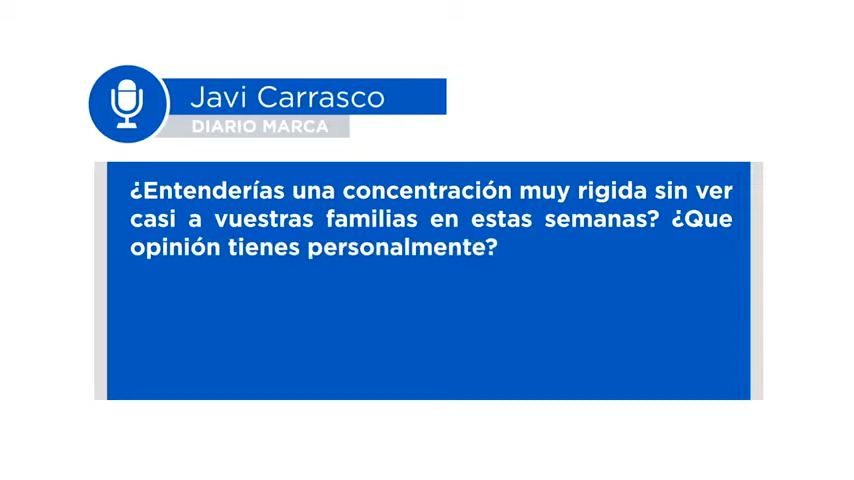 Javi Carrasco
DIARIO MARCA
¿Entenderías una concentración muy rigida sin ver
casi a vuestras familias en estas semanas? ¿Que
opinión tienes personalmente?